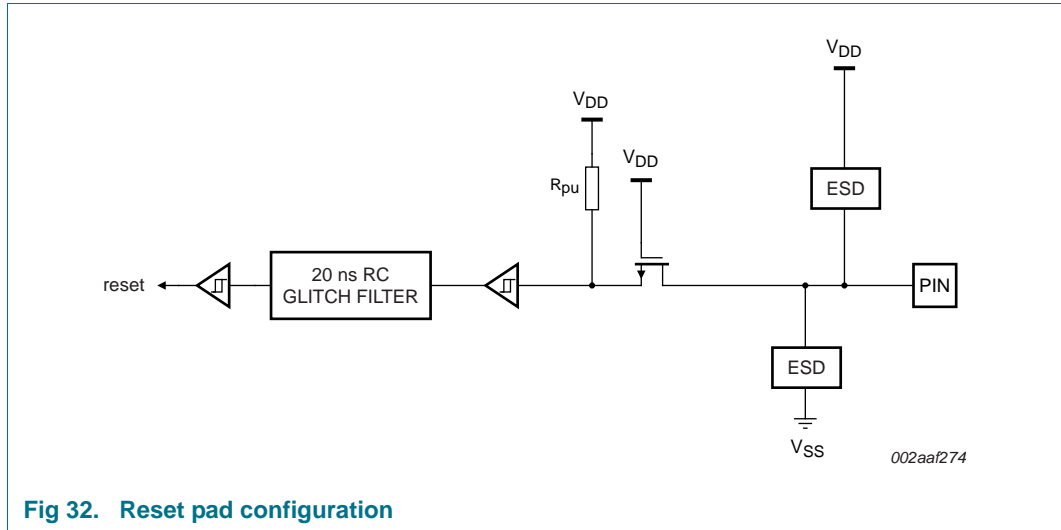 VDD
VDD
VDD
Rpu
ESD
reset
20 ns RC
GLITCH FILTER
PIN
ESD
VSS
002aaf274
Fig 32. Reset pad configuration